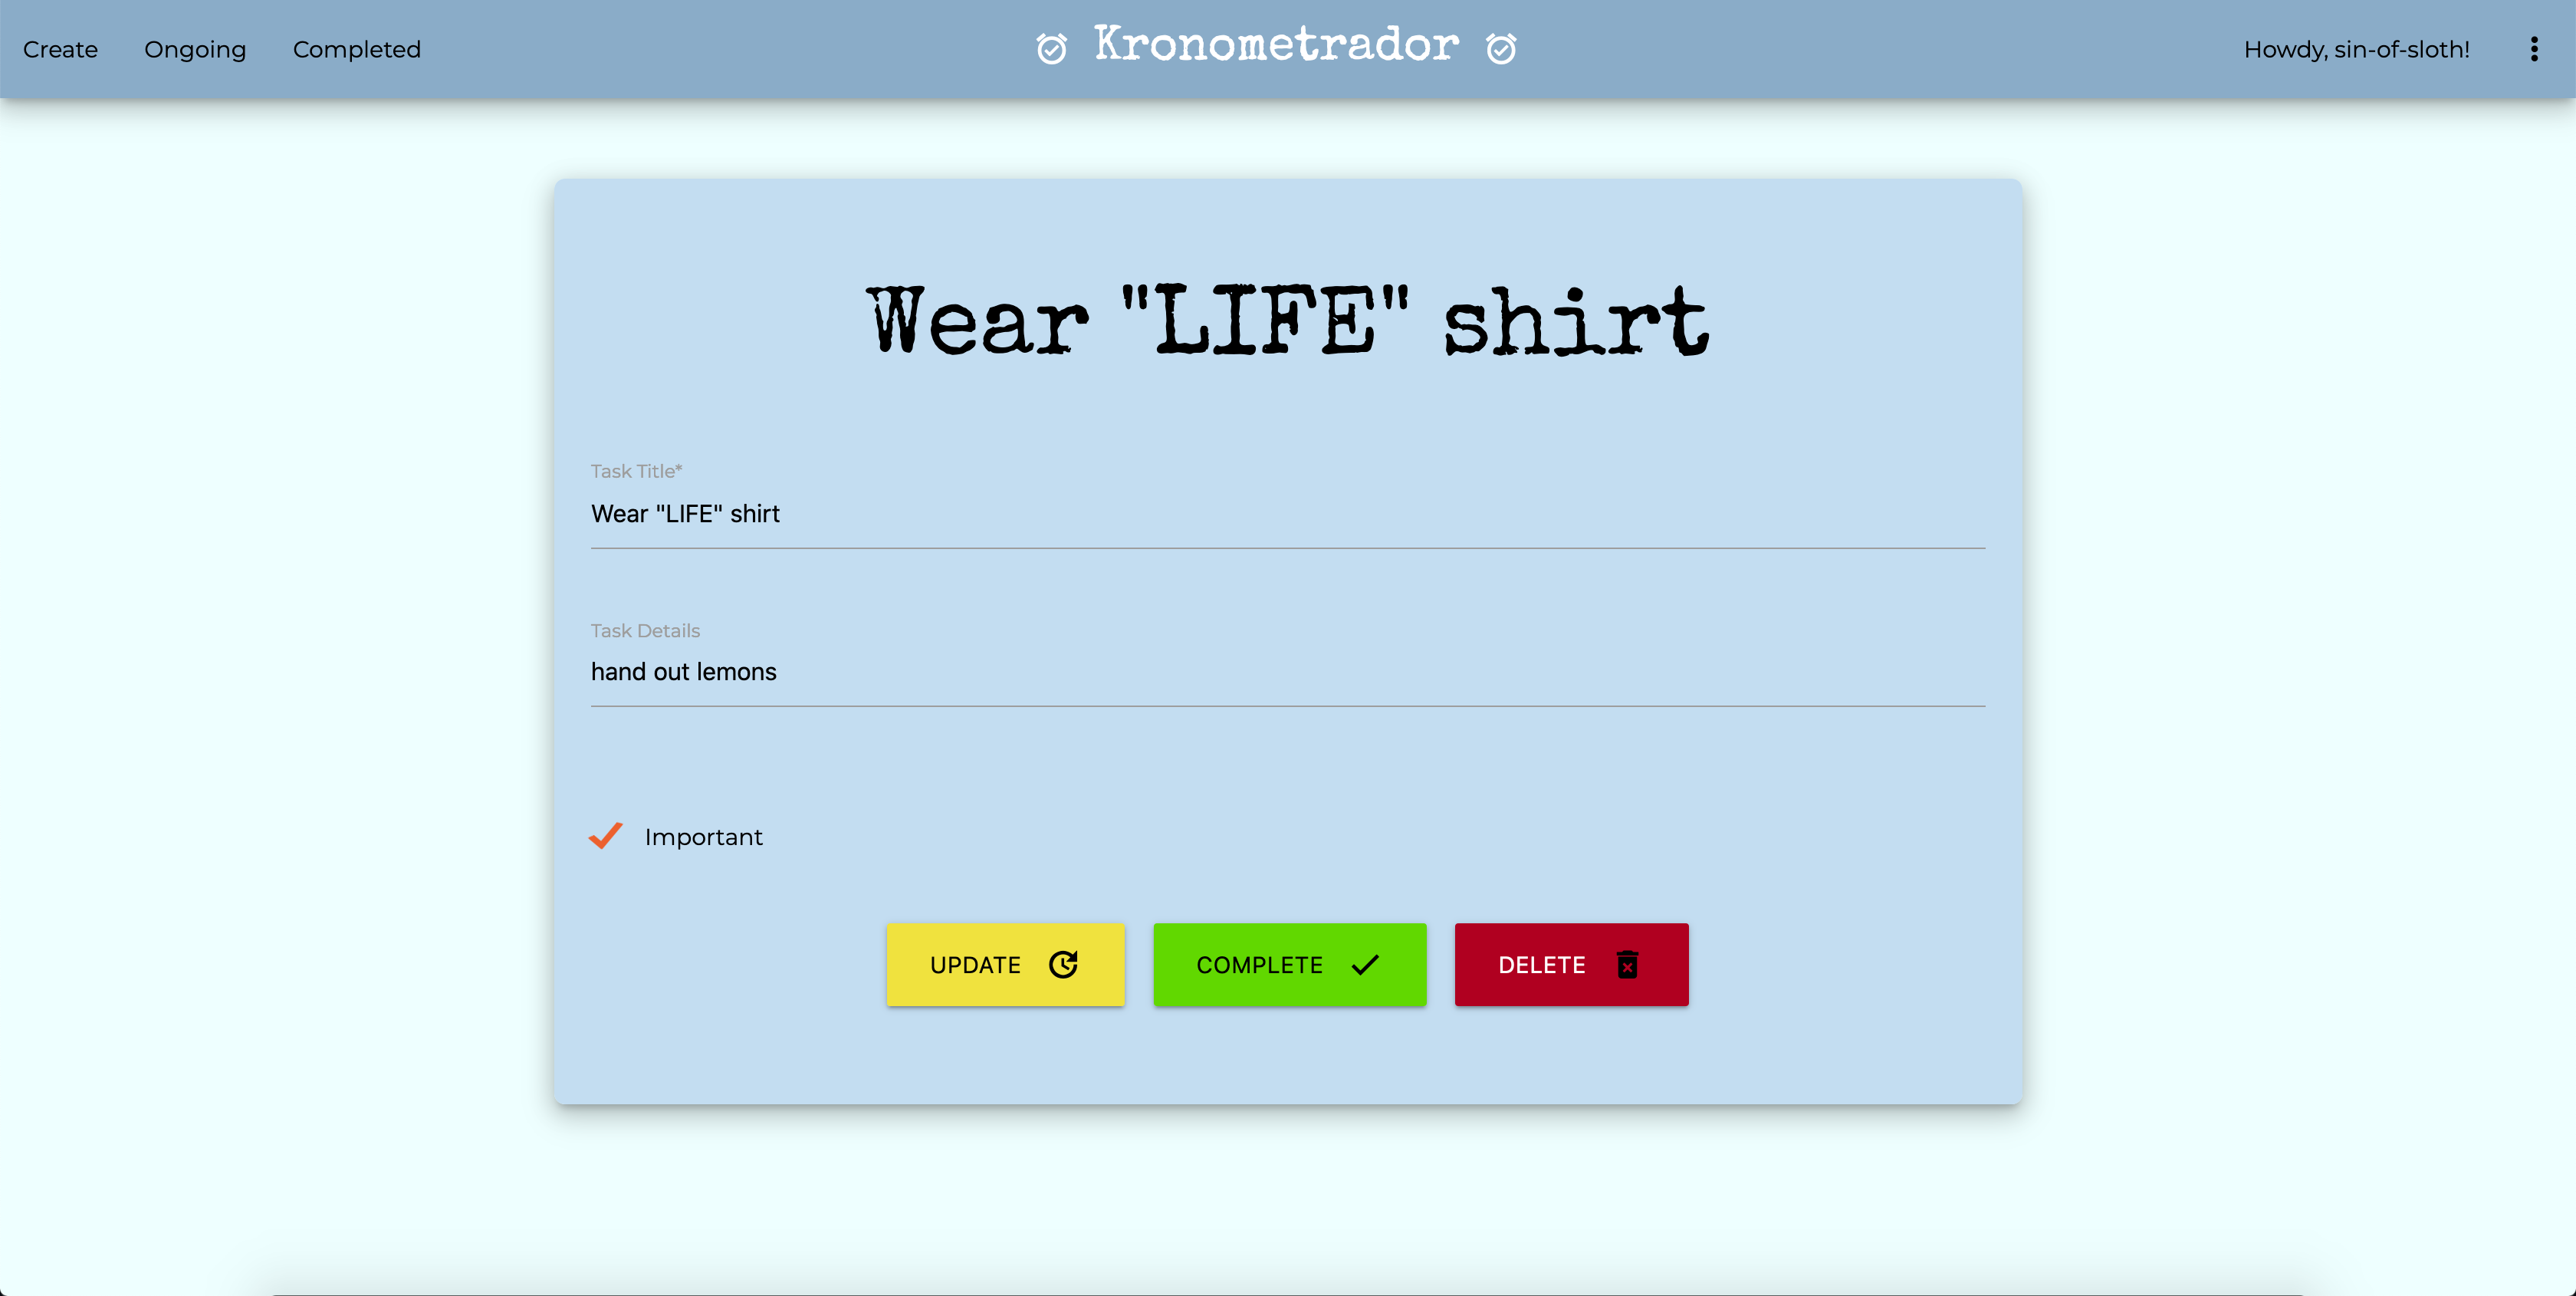 Create Ongoing Completed Kronometrador Howdy, sin-of-sloth!
Wear "LIFE" shirt
Task Title*
Wear "LIFE" shirt
Task Details
hand out lemons
Important
UPDATE COMPLETE DELETE